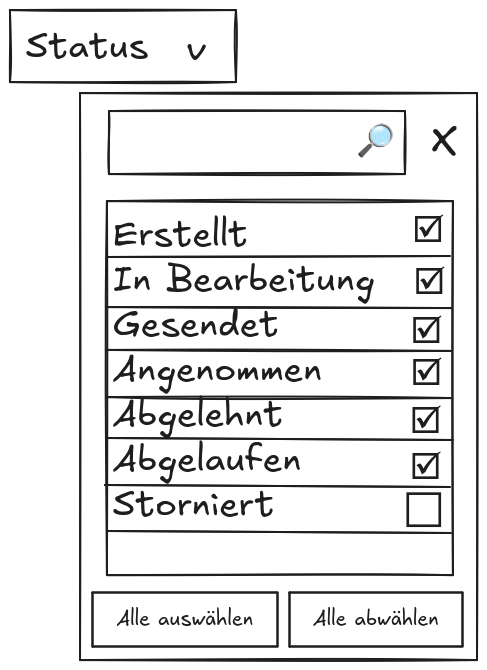 Status v
X
Erstellt
In Bearbeitung
Gesendet
Angenommen
Abgelehnt
Abgelaufen
Storniert
Alle auswählen
Alle abwählen